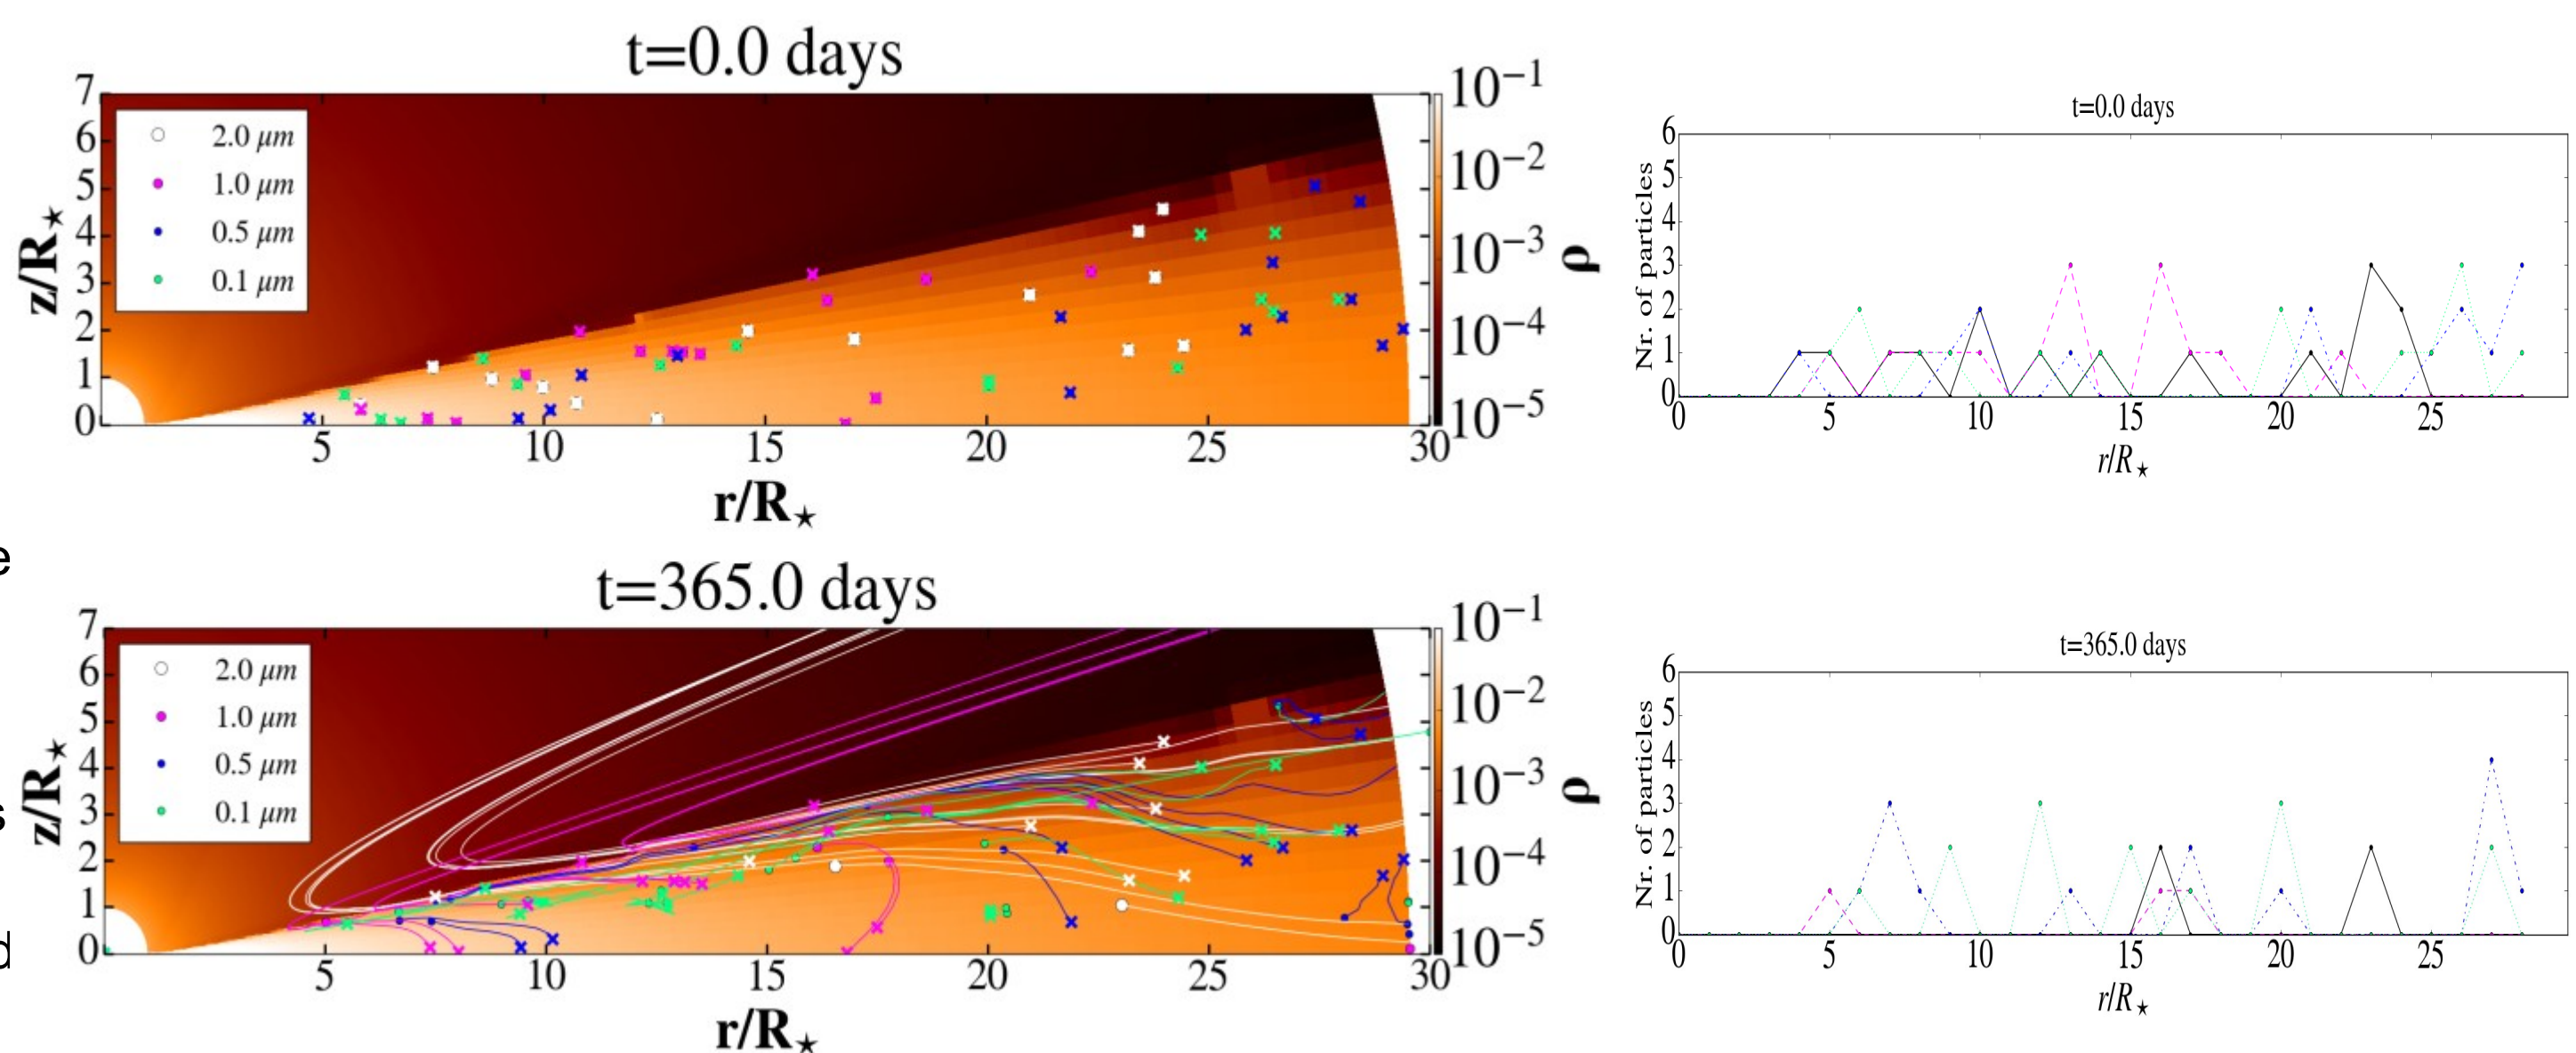 t=0.0 days
7
6
5
4
3
2
1
0
z/R⋆
2.0 μm
1.0 μm
0.5 μm
0.1 μm
5
10
15
20
25
30
r/R⋆
10−1
10−2
10−3
10−4
10−5
ρ
t=0.0 days
6
5
4
3
2
1
0
Nr. of particles
0
5
10
15
20
25
r/R⋆
e
s
d
t=365.0 days
7
6
5
4
3
2
1
0
z/R⋆
2.0 μm
1.0 μm
0.5 μm
0.1 μm
5
10
15
20
25
30
r/R⋆
10−1
10−2
10−3
10−4
10−5
ρ
t=365.0 days
6
5
4
3
2
1
0
Nr. of particles
0
5
10
15
20
25
r/R⋆